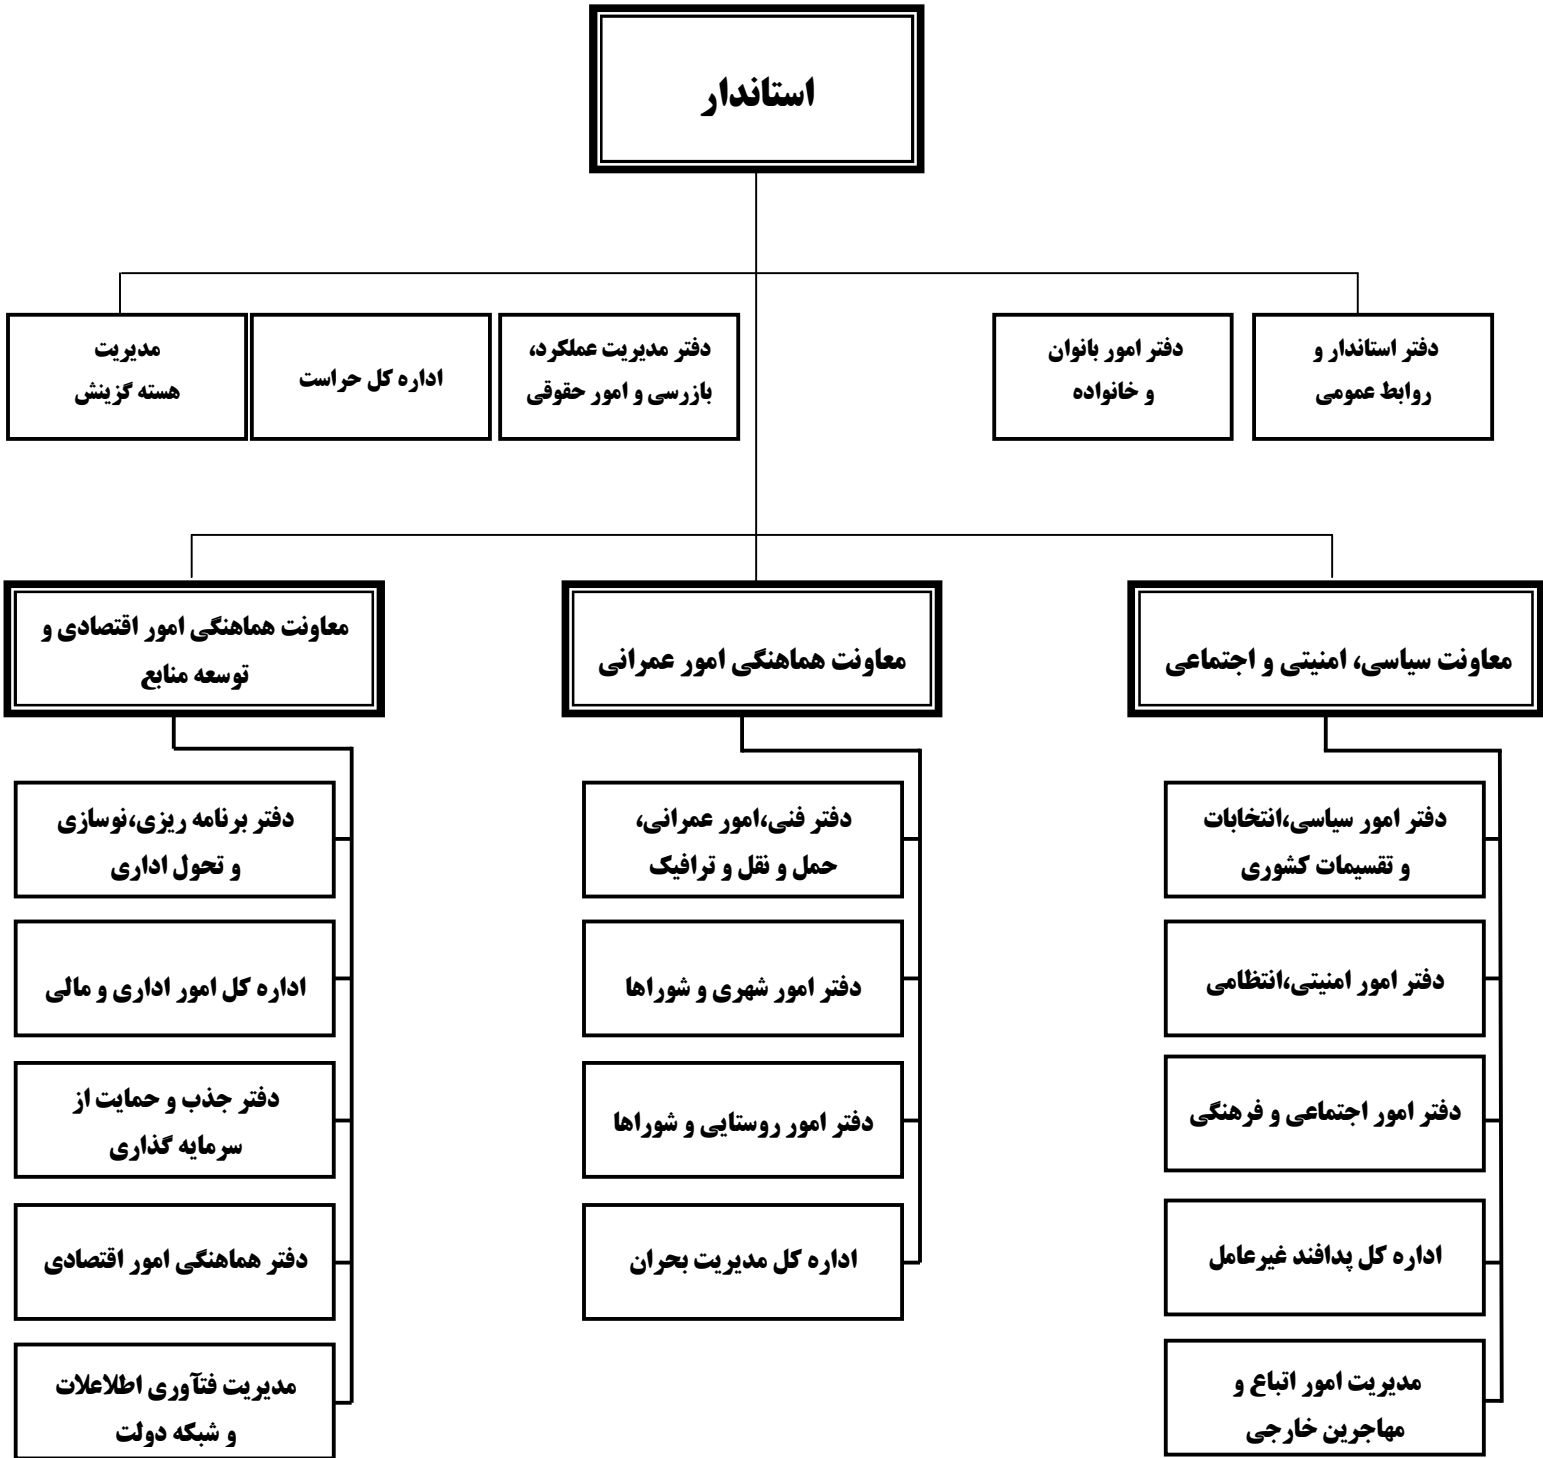 استاندار
دفتر استاندار و
روابط عمومی
دفتر امور بانوان
و خانواده
دفتر مدیریت عملکرد،
بازرسی و امور حقوقی
اداره کل حراست
مدیریت
هسته گزینش
معاونت سیاسی، امنیتی و اجتماعی
معاونت هماهنگی امور عمرانی
معاونت هماهنگی امور اقتصادی و
توسعه منابع
دفتر امور سیاسی،انتخابات
و تقسیمات کشوری
دفتر امور امنیتی،انتظامی
دفتر امور اجتماعی و فرهنگی
اداره کل پدافند غیرعامل
مدیریت امور اتباع و
مهاجرین خارجی
دفتر فنی،امور عمرانی،
حمل و نقل و ترافیک
دفتر امور شهری و شوراها
دفتر امور روستایی و شوراها
اداره کل مدیریت بحران
دفتر برنامه ریزی،نوسازی
و تحول اداری
اداره کل امور اداری و مالی
دفتر جذب و حمایت از
سرمایه گذاری
دفتر هماهنگی امور اقتصادی
مدیریت فتآوری اطلاعلات
و شبکه دولت